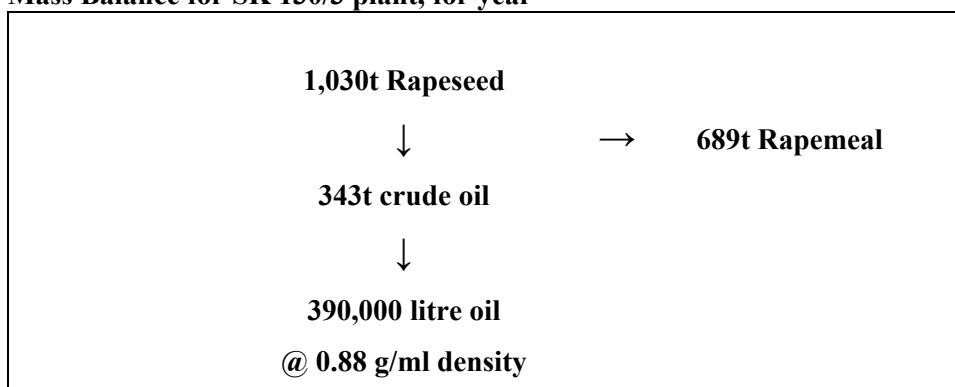 Mass Balance for SK 130/3 plant, for year
1,030t Rapeseed
↓ → 689t Rapemeal
343t crude oil
↓
390,000 litre oil
@ 0.88 g/ml density